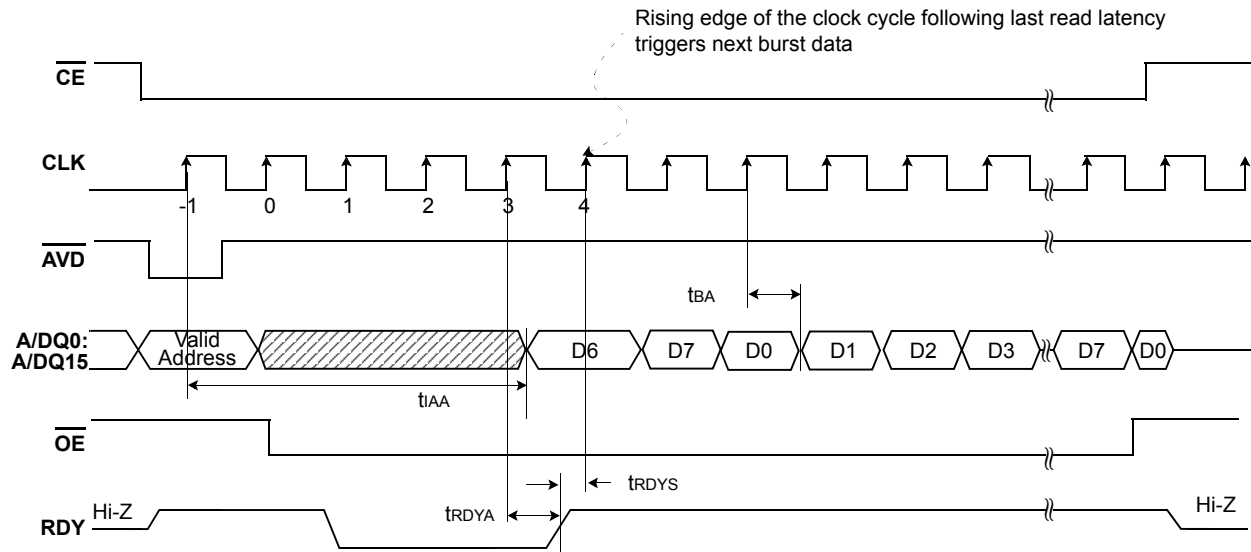 Rising edge of the clock cycle following last read latency
triggers next burst data
CE
CLK
-1 0 1 2 3 4
AVD
tBA
A/DQ0:
A/DQ15
Valid
Address
D6 D7 D0 D1 D2 D3 D7 D0
tIAA
OE
tRDYS
Hi-Z
RDY
tRDYA
Hi-Z